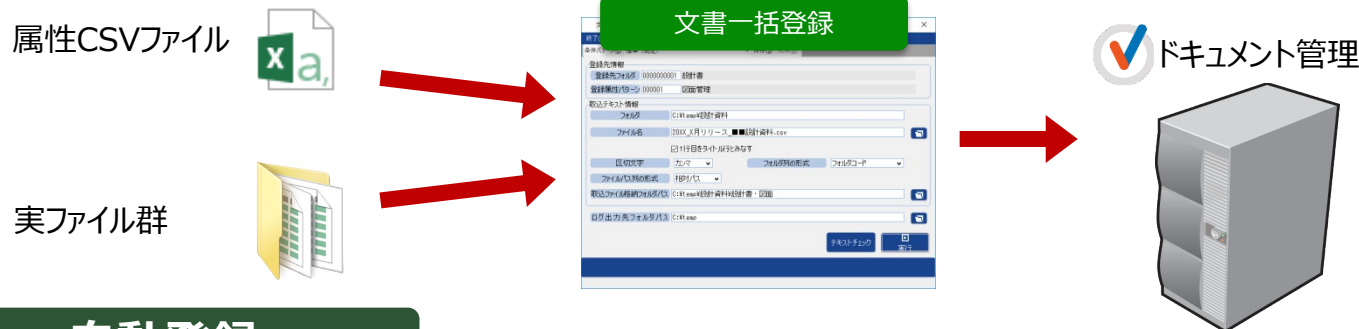 属性CSVファイル
文書一括登録
ドキュメント管理
登録先情報
登録先フォルダ 0000000001 設計書
登録属性パターン 000001 図面管理
取込テキスト情報
フォルダ C:¥temp¥設計資料
ファイル名 20XX_X月リリース_■■設計資料.csv
1行目をタイトル行とみなす
区切文字 カンマ フォルダ列の形式 フォルダコード
ファイルパス列の形式 相対パス
取込ファイル格納フォルダパス C:¥temp¥設計資料¥設計書・図面
ログ出力先フォルダパス C:¥temp
テキストチェック 実行
実ファイル群